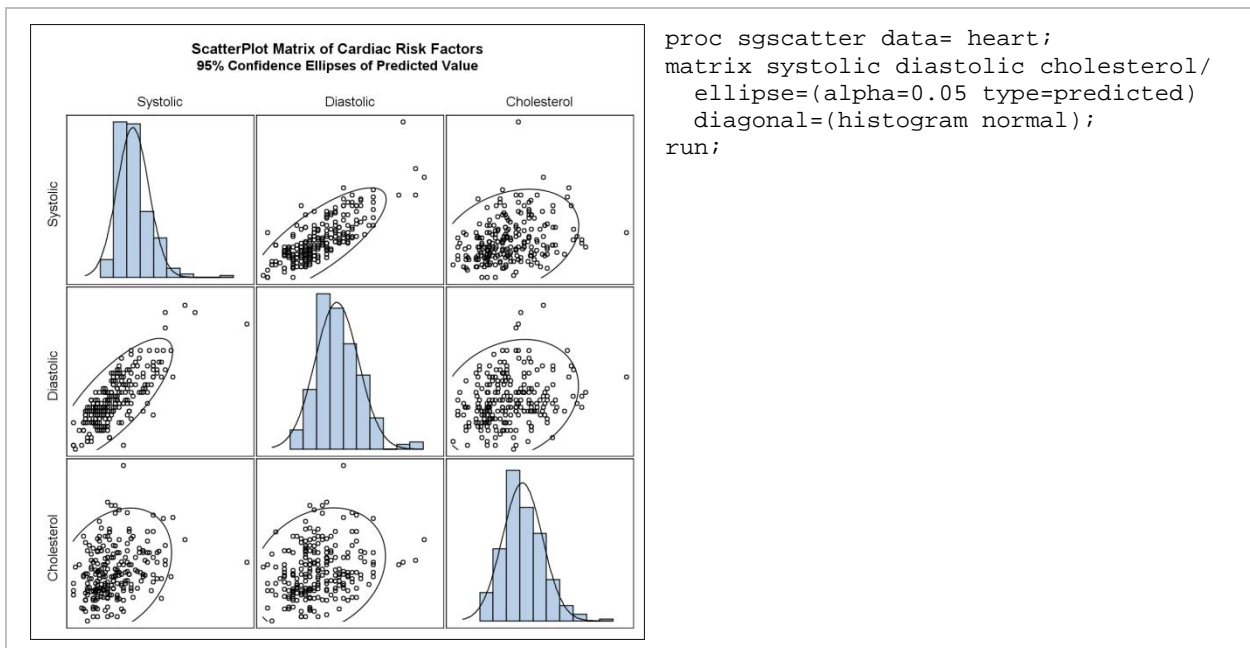 ScatterPlot Matrix of Cardiac Risk Factors
95% Confidence Ellipses of Predicted Value
Systolic
Diastolic
Cholesterol
Systolic
Diastolic
Cholesterol
proc sgscatter data= heart;
matrix systolic diastolic cholesterol/
ellipse=(alpha=0.05 type=predicted)
diagonal=(histogram normal);
run;